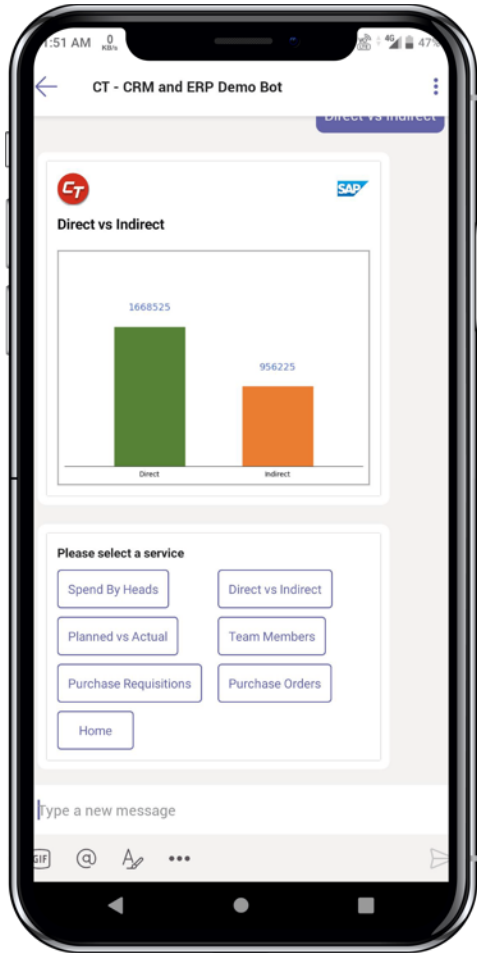 1:51 AM 0 KB/s 4G 47%
CT - CRM and ERP Demo Bot
Direct vs Indirect
CT SAP
Direct vs Indirect
1668525
956225
Direct Indirect
Please select a service
Spend By Heads Direct vs Indirect
Planned vs Actual Team Members
Purchase Requisitions Purchase Orders
Home
Type a new message
GIF @ A •••